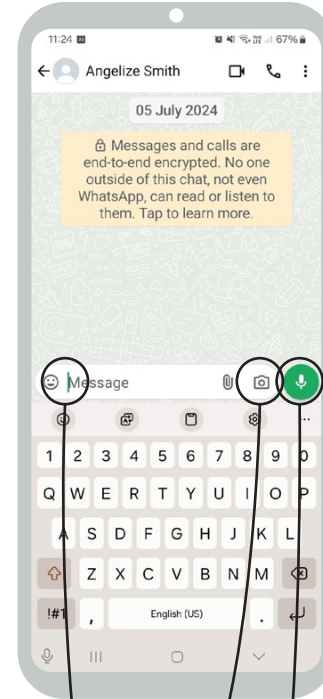 11:24 67%
Angelize Smith
05 July 2024
Messages and calls are
end-to-end encrypted. No one
outside of this chat, not even
WhatsApp, can read or listen to
them. Tap to learn more.
Message
1 2 3 4 5 6 7 8 9 0
Q W E R T Y U I O P
A S D F G H J K L
Z X C V B N M
!#1 , English (US) .